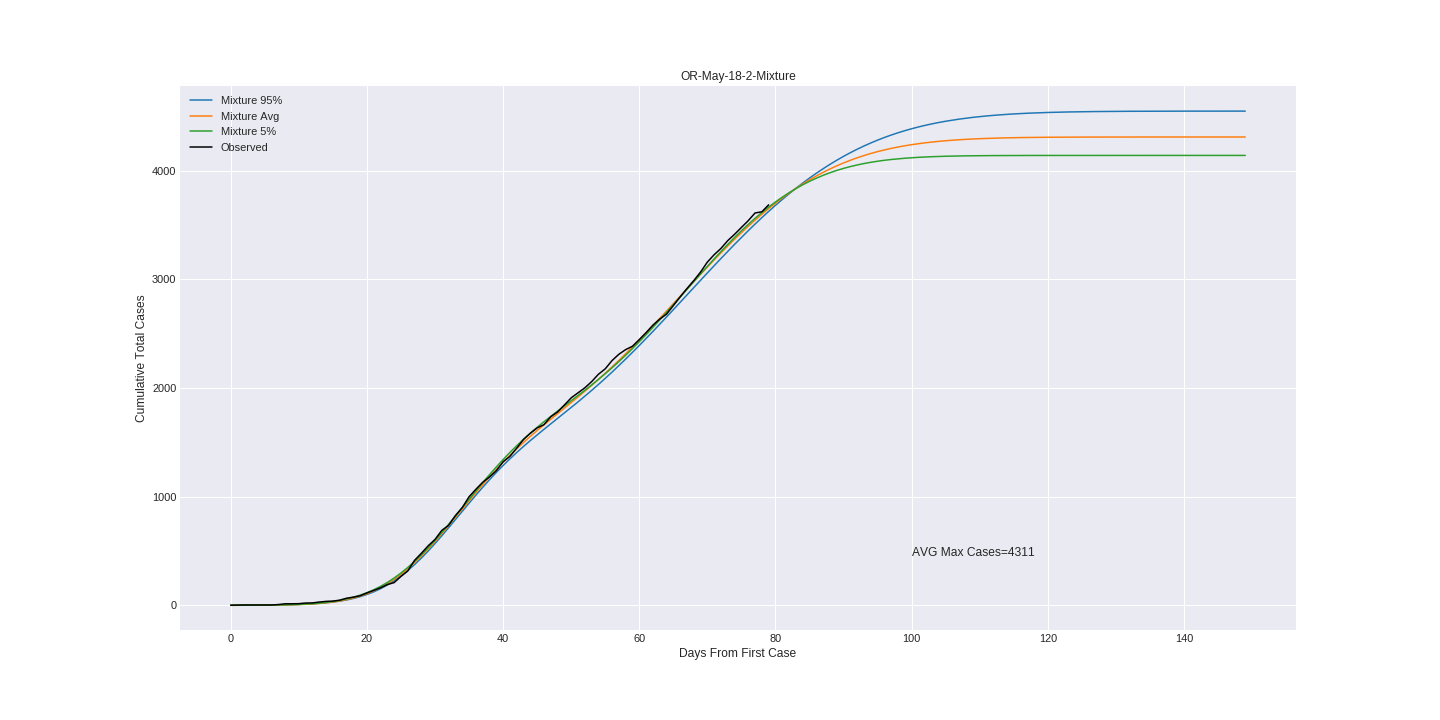 OR-May-18-2-Mixture
Mixture 95%
Mixture Avg
Mixture 5%
Observed
4000
3000
2000
1000
0
Cumulative Total Cases
AVG Max Cases=4311
0 20 40 60 80 100 120 140
Days From First Case